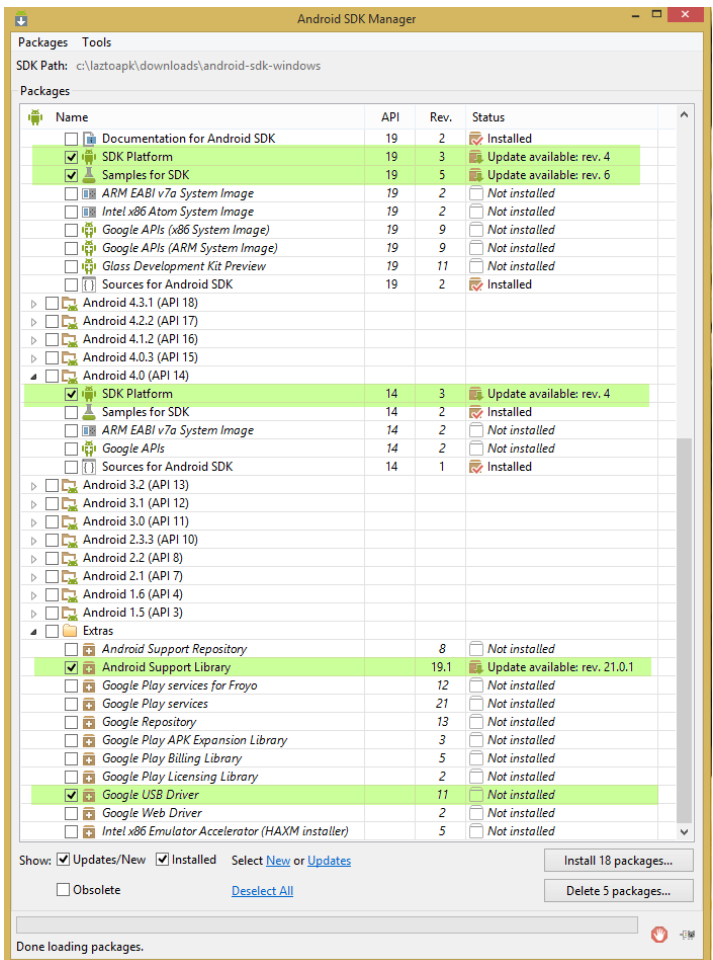 Android SDK Manager
Packages Tools
SDK Path: c:\laztoapk\downloads\android-sdk-windows
Packages
Name API Rev. Status
Documentation for Android SDK 19 2 Installed
SDK Platform 19 3 Update available: rev. 4
Samples for SDK 19 5 Update available: rev. 6
ARM EABI v7a System Image 19 2 Not installed
Intel x86 Atom System Image 19 2 Not installed
Google APIs (x86 System Image) 19 9 Not installed
Google APIs (ARM System Image) 19 9 Not installed
Glass Development Kit Preview 19 11 Not installed
Sources for Android SDK 19 2 Installed
Android 4.3.1 (API 18)
Android 4.2.2 (API 17)
Android 4.1.2 (API 16)
Android 4.0.3 (API 15)
Android 4.0 (API 14)
SDK Platform 14 3 Update available: rev. 4
Samples for SDK 14 2 Installed
ARM EABI v7a System Image 14 2 Not installed
Google APIs 14 2 Not installed
Sources for Android SDK 14 1 Installed
Android 3.2 (API 13)
Android 3.1 (API 12)
Android 3.0 (API 11)
Android 2.3.3 (API 10)
Android 2.2 (API 8)
Android 2.1 (API 7)
Android 1.6 (API 4)
Android 1.5 (API 3)
Extras
Android Support Repository 8 Not installed
Android Support Library 19.1 Update available: rev. 21.0.1
Google Play services for Froyo 12 Not installed
Google Play services 21 Not installed
Google Repository 13 Not installed
Google Play APK Expansion Library 3 Not installed
Google Play Billing Library 5 Not installed
Google Play Licensing Library 2 Not installed
Google USB Driver 11 Not installed
Google Web Driver 2 Not installed
Intel x86 Emulator Accelerator (HAXM installer) 5 Not installed
Show: Updates/New Installed Select New or Updates Install 18 packages...
Obsolete Deselect All Delete 5 packages...
Done loading packages.